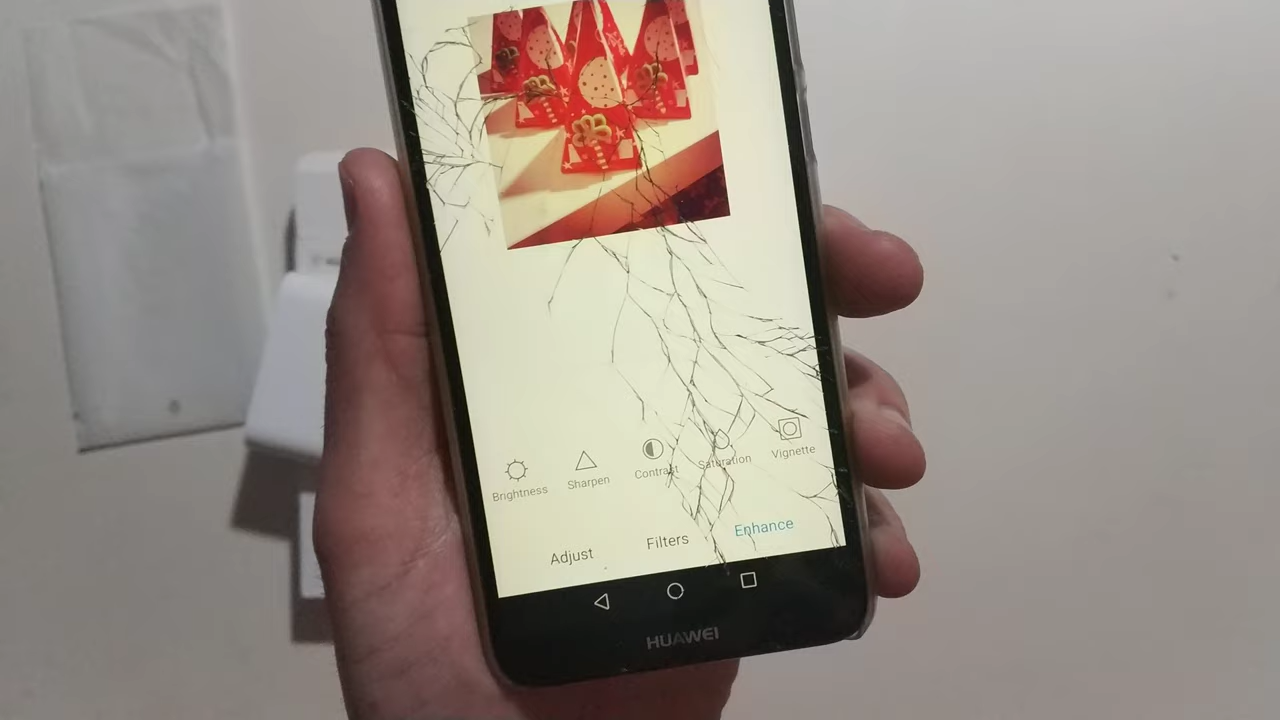 Brightness
Sharpen
Contrast
Saturation
Vignette
Adjust
Filters
Enhance
HUAWEI